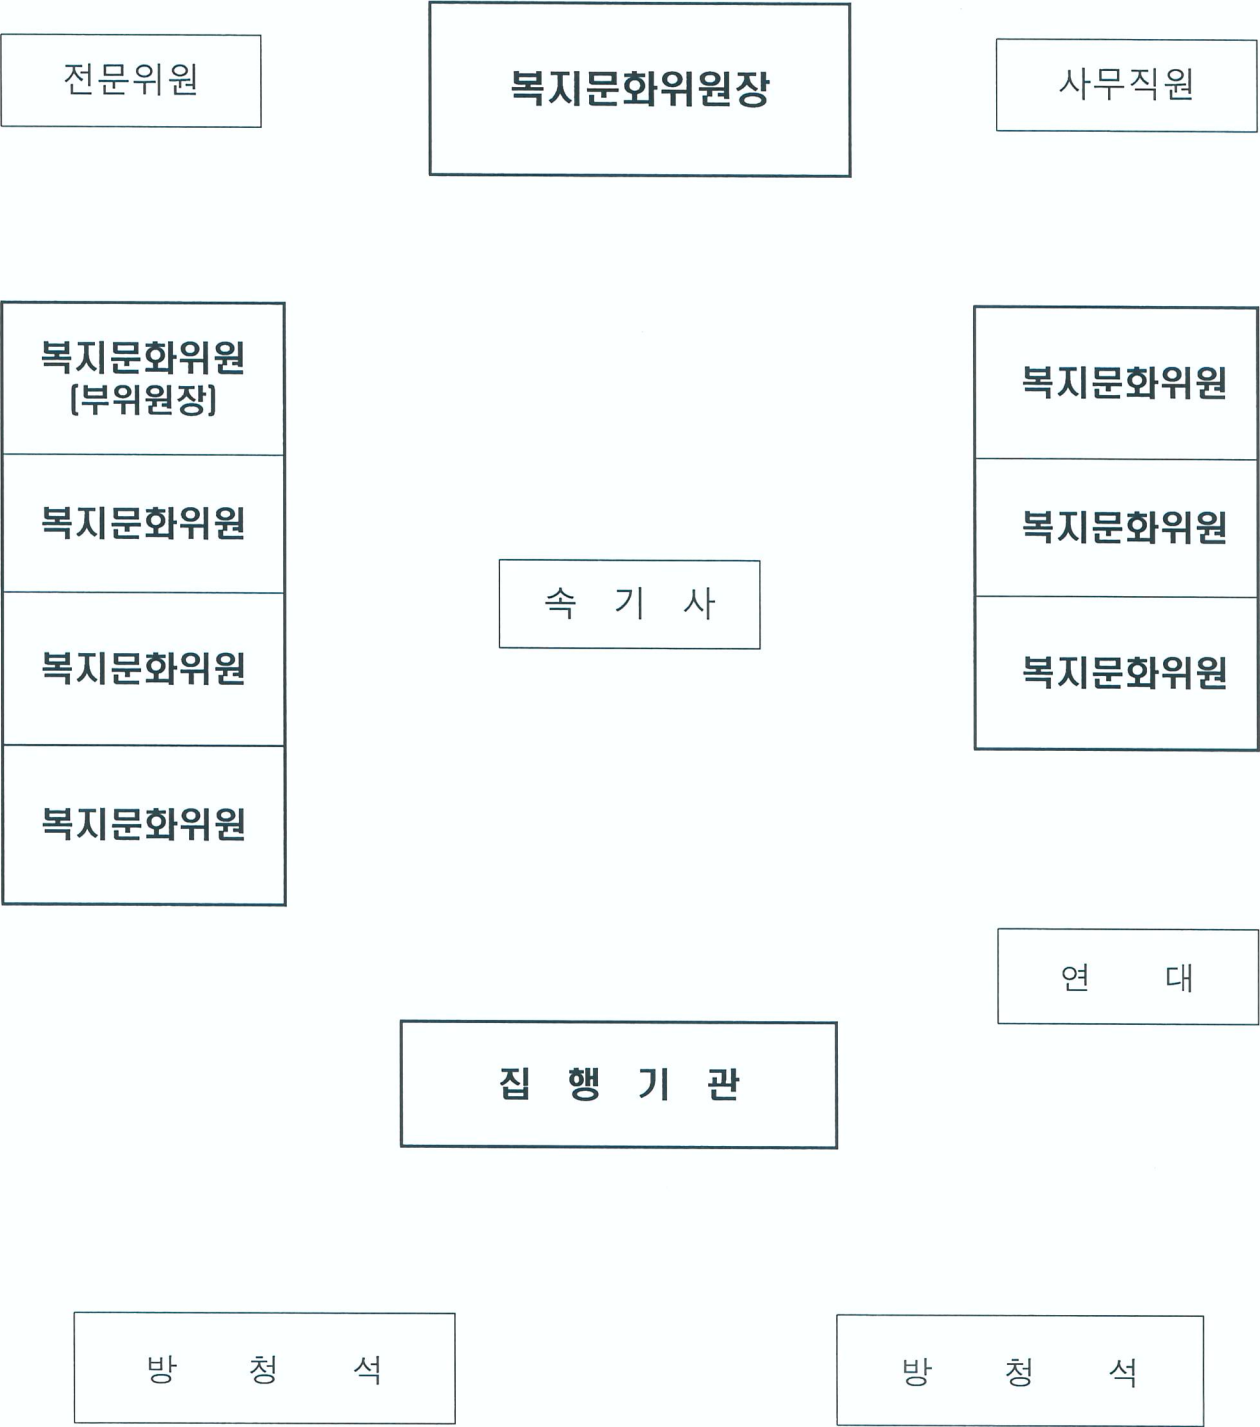 전문위원
복지문화위원장
사무직원
복지문화위원
(부위원장)
복지문화위원
복지문화위원
복지문화위원
복지문화위원
복지문화위원
복지문화위원
속 기 사
연 대
집 행 기 관
방 청 석
방 청 석